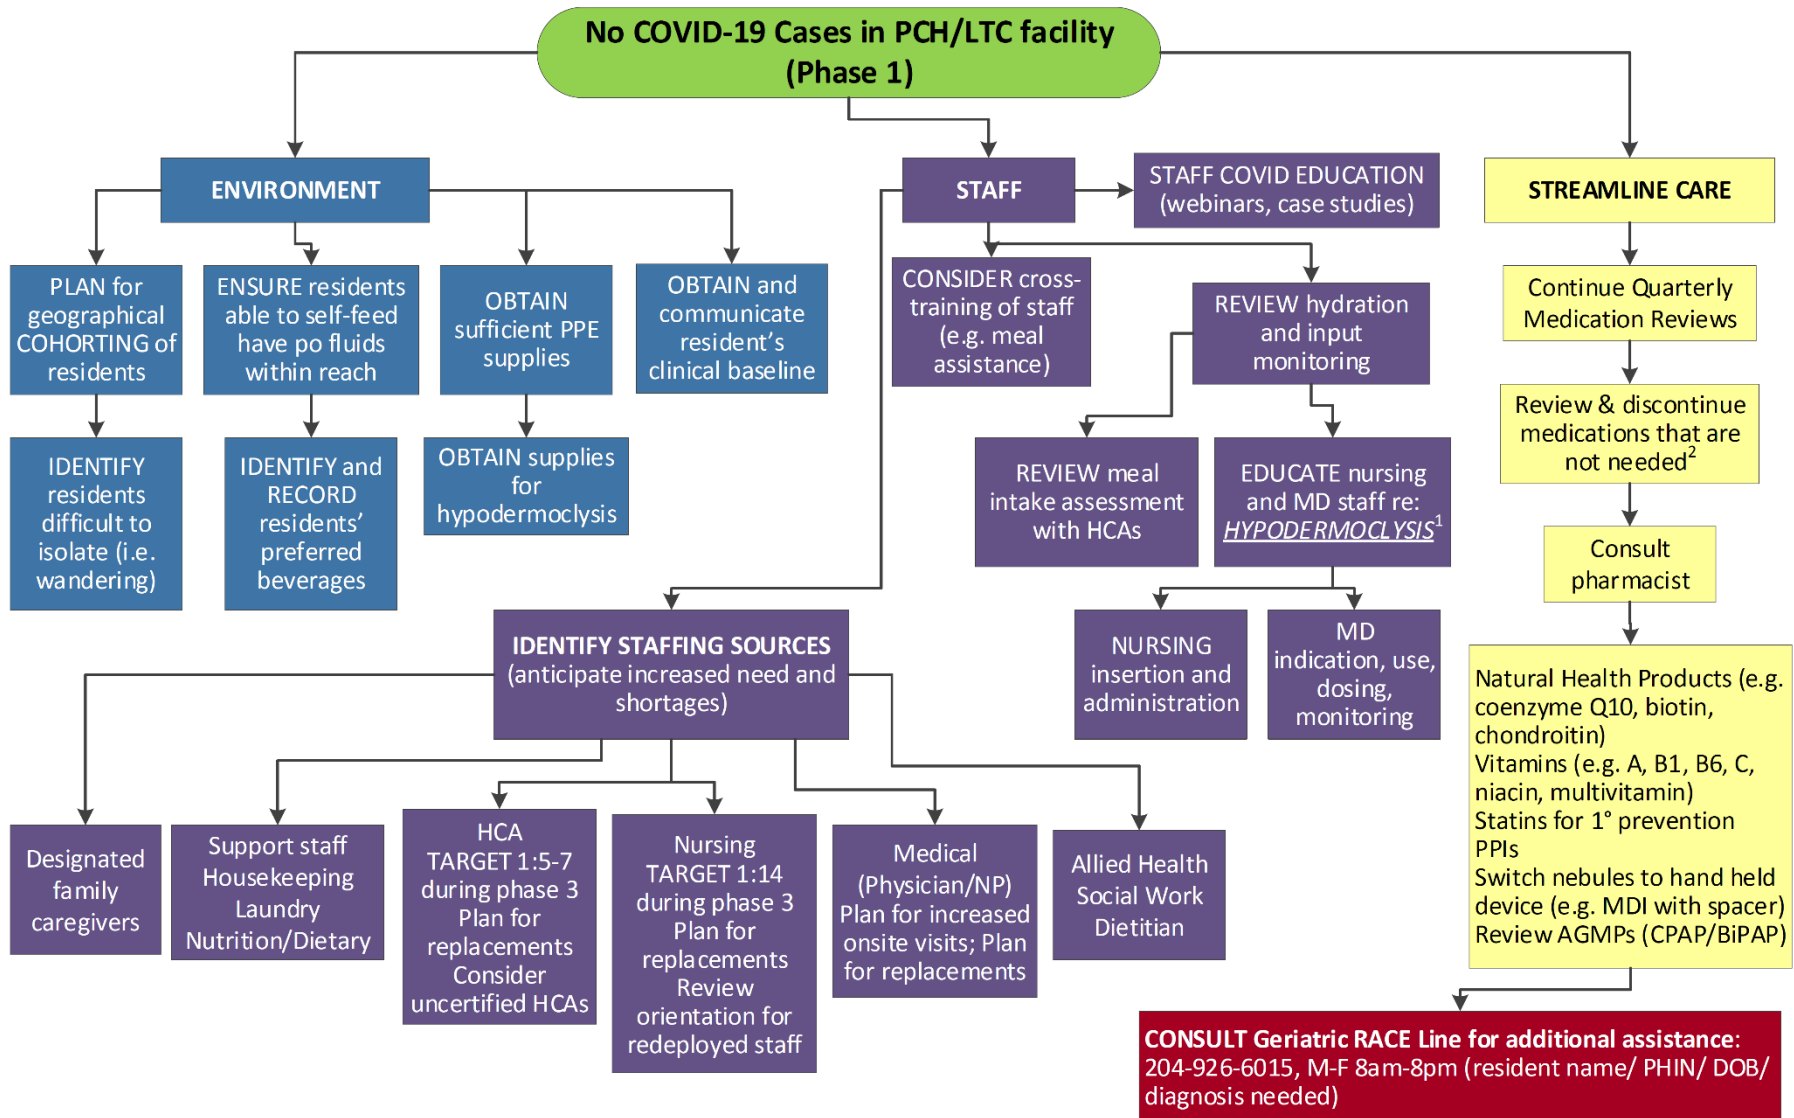 No COVID-19 Cases in PCH/LTC facility
(Phase 1)
ENVIRONMENT
PLAN for
geographical
COHORTING of
residents
IDENTIFY
residents
difficult to
isolate (i.e.
wandering)
ENSURE residents
able to self-feed
have po fluids
within reach
IDENTIFY and
RECORD
residents'
preferred
beverages
OBTAIN
sufficient PPE
supplies
OBTAIN supplies
for
hypodermoclysis
OBTAIN and
communicate
resident's
clinical baseline
STAFF
STAFF COVID EDUCATION
(webinars, case studies)
CONSIDER cross-
training of staff
(e.g. meal
assistance)
REVIEW hydration
and input
monitoring
REVIEW meal
intake assessment
with HCAs
EDUCATE nursing
and MD staff re:
HYPODERMOCLYSIS¹
NURSING
insertion and
administration
MD
indication, use,
dosing,
monitoring
IDENTIFY STAFFING SOURCES
(anticipate increased need and
shortages)
Designated
family
caregivers
Support staff
Housekeeping
Laundry
Nutrition/Dietary
HCA
TARGET 1:5-7
during phase 3
Plan for
replacements
Consider
uncertified HCAs
Nursing
TARGET 1:14
during phase 3
Plan for
replacements
Review
orientation for
redeployed staff
Medical
(Physician/NP)
Plan for increased
onsite visits; Plan
for replacements
Allied Health
Social Work
Dietitian
STREAMLINE CARE
Continue Quarterly
Medication Reviews
Review & discontinue
medications that are
not needed²
Consult
pharmacist
Natural Health Products (e.g.
coenzyme Q10, biotin,
chondroitin)
Vitamins (e.g. A, B1, B6, C,
niacin, multivitamin)
Statins for 1° prevention
PPIs
Switch nebules to hand held
device (e.g. MDI with spacer)
Review AGMPs (CPAP/BiPAP)
CONSULT Geriatric RACE Line for additional assistance:
204-926-6015, M-F 8am-8pm (resident name/ PHIN/ DOB/
diagnosis needed)